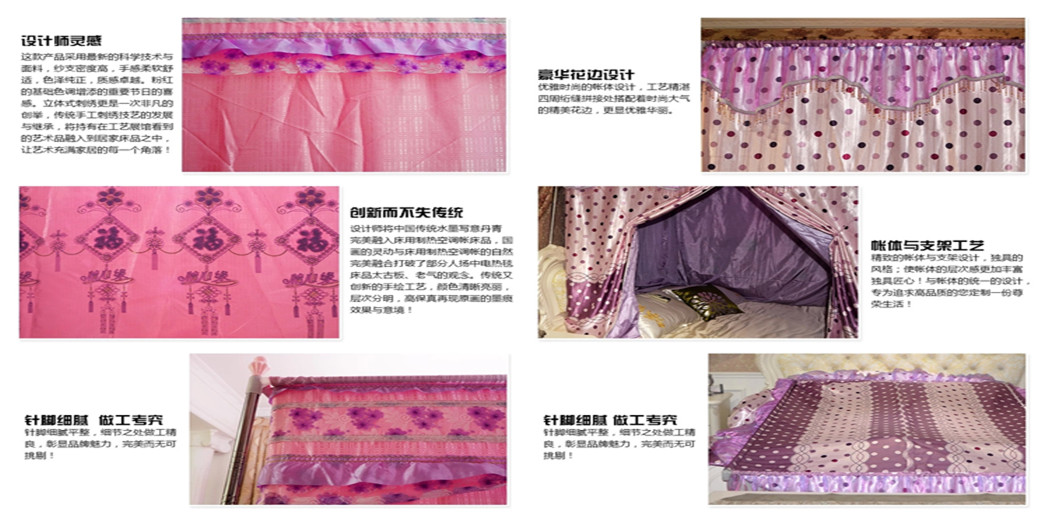 设计师灵感
这款产品采用最新的科学技术与
面料，纱支密度高，手感柔软舒
适，色泽纯正，质感卓越。粉红
的基础色调增添的重要节日的喜
感。立体式刺绣更是一次非凡的
创举，传统手工刺绣技艺的发展
与继承，将持有在工艺展馆看到
的艺术品融入到居家床品之中，
让艺术充满家居的每一个角落！
福
福
福
创新而不失传统
设计师将中国传统水墨写意丹青
完美融入床用制热空调帐床品，国
画的灵动与床用制热空调帐的自然
完美融合打破了部分人场中电热毯
床品太古板、老气的观念。传统又
创新的手绘工艺，颜色清晰亮丽，
层次分明，高保真再现原画的墨痕
效果与意境！
针脚细腻 做工考究
针脚细腻平整，细节之处做工精
良，彰显品牌魅力，完美而无可
挑剔！
豪华花边设计
优雅时尚的帐体设计，工艺精湛
四周绗缝拼接处搭配着时尚大气
的精美花边，更显优雅华丽。
帐体与支架工艺
精致的帐体与支架设计，独具的
风格；使帐体的层次感更加丰富
独具匠心！与帐体的统一的设计，
专为追求高品质的您定制一份尊
荣生活！
针脚细腻 做工考究
针脚细腻平整，细节之处做工精
良，彰显品牌魅力，完美而无可
挑剔！